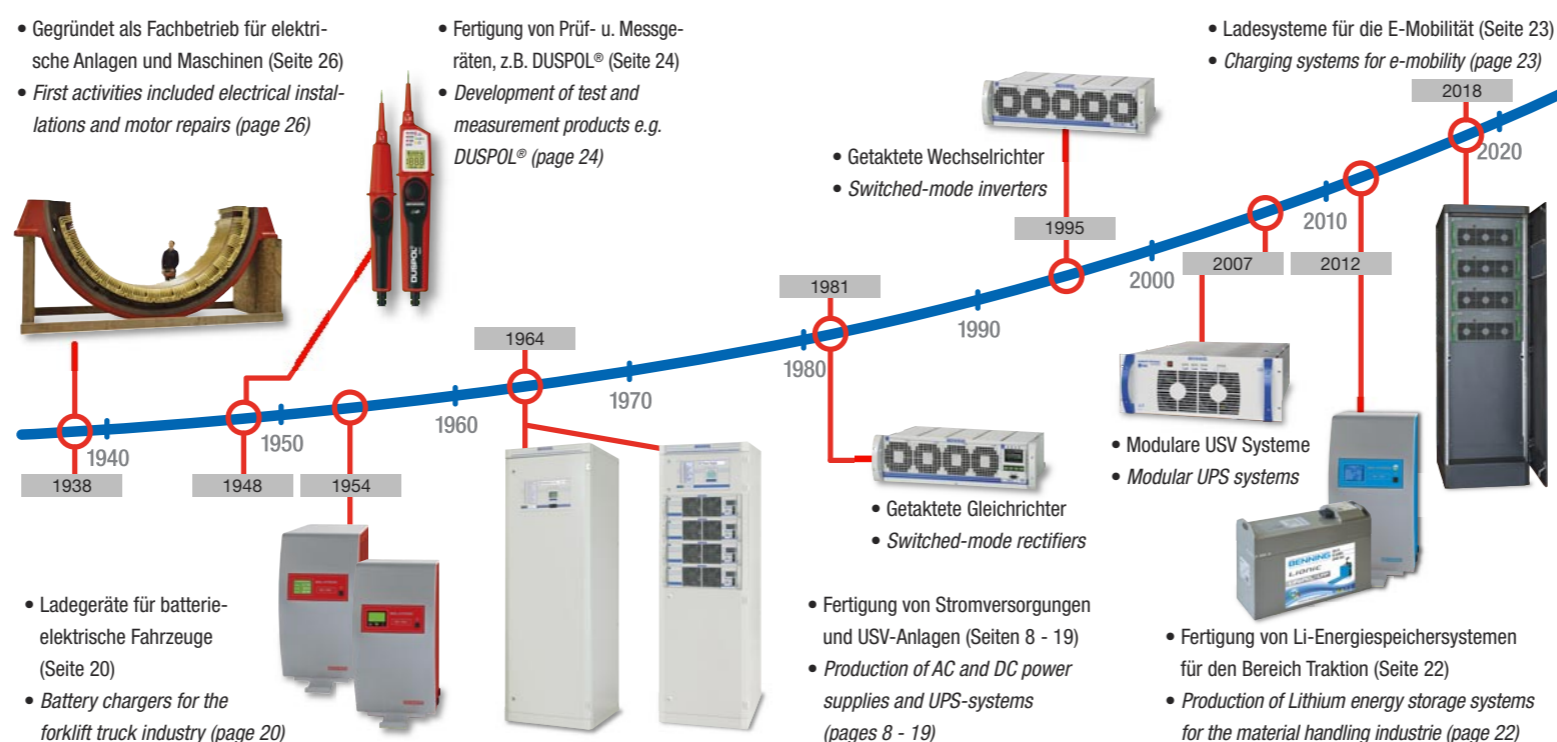 • Gegründet als Fachbetrieb für elektri-
sche Anlagen und Maschinen (Seite 26)
• First activities included electrical instal-
lations and motor repairs (page 26)
• Fertigung von Prüf- u. Messge-
räten, z.B. DUSPOL® (Seite 24)
• Development of test and
measurement products e.g.
DUSPOL® (page 24)
DUSPOL
• Getaktete Wechselrichter
• Switched-mode inverters
• Ladesysteme für die E-Mobilität (Seite 23)
• Charging systems for e-mobility (page 23)
2018
2020
2010
1995
2000
2007
2012
1981
1990
1964
1980
1970
1960
1950
1940
1938
1948
1954
• Getaktete Gleichrichter
• Switched-mode rectifiers
• Modulare USV Systeme
• Modular UPS systems
BENNING
LIONIC
• Ladegeräte für batterie-
elektrische Fahrzeuge
(Seite 20)
• Battery chargers for the
forklift truck industry (page 20)
• Fertigung von Stromversorgungen
und USV-Anlagen (Seiten 8 - 19)
• Production of AC and DC power
supplies and UPS-systems
(pages 8 - 19)
• Fertigung von Li-Energiespeichersystemen
für den Bereich Traktion (Seite 22)
• Production of Lithium energy storage systems
for the material handling industrie (page 22)